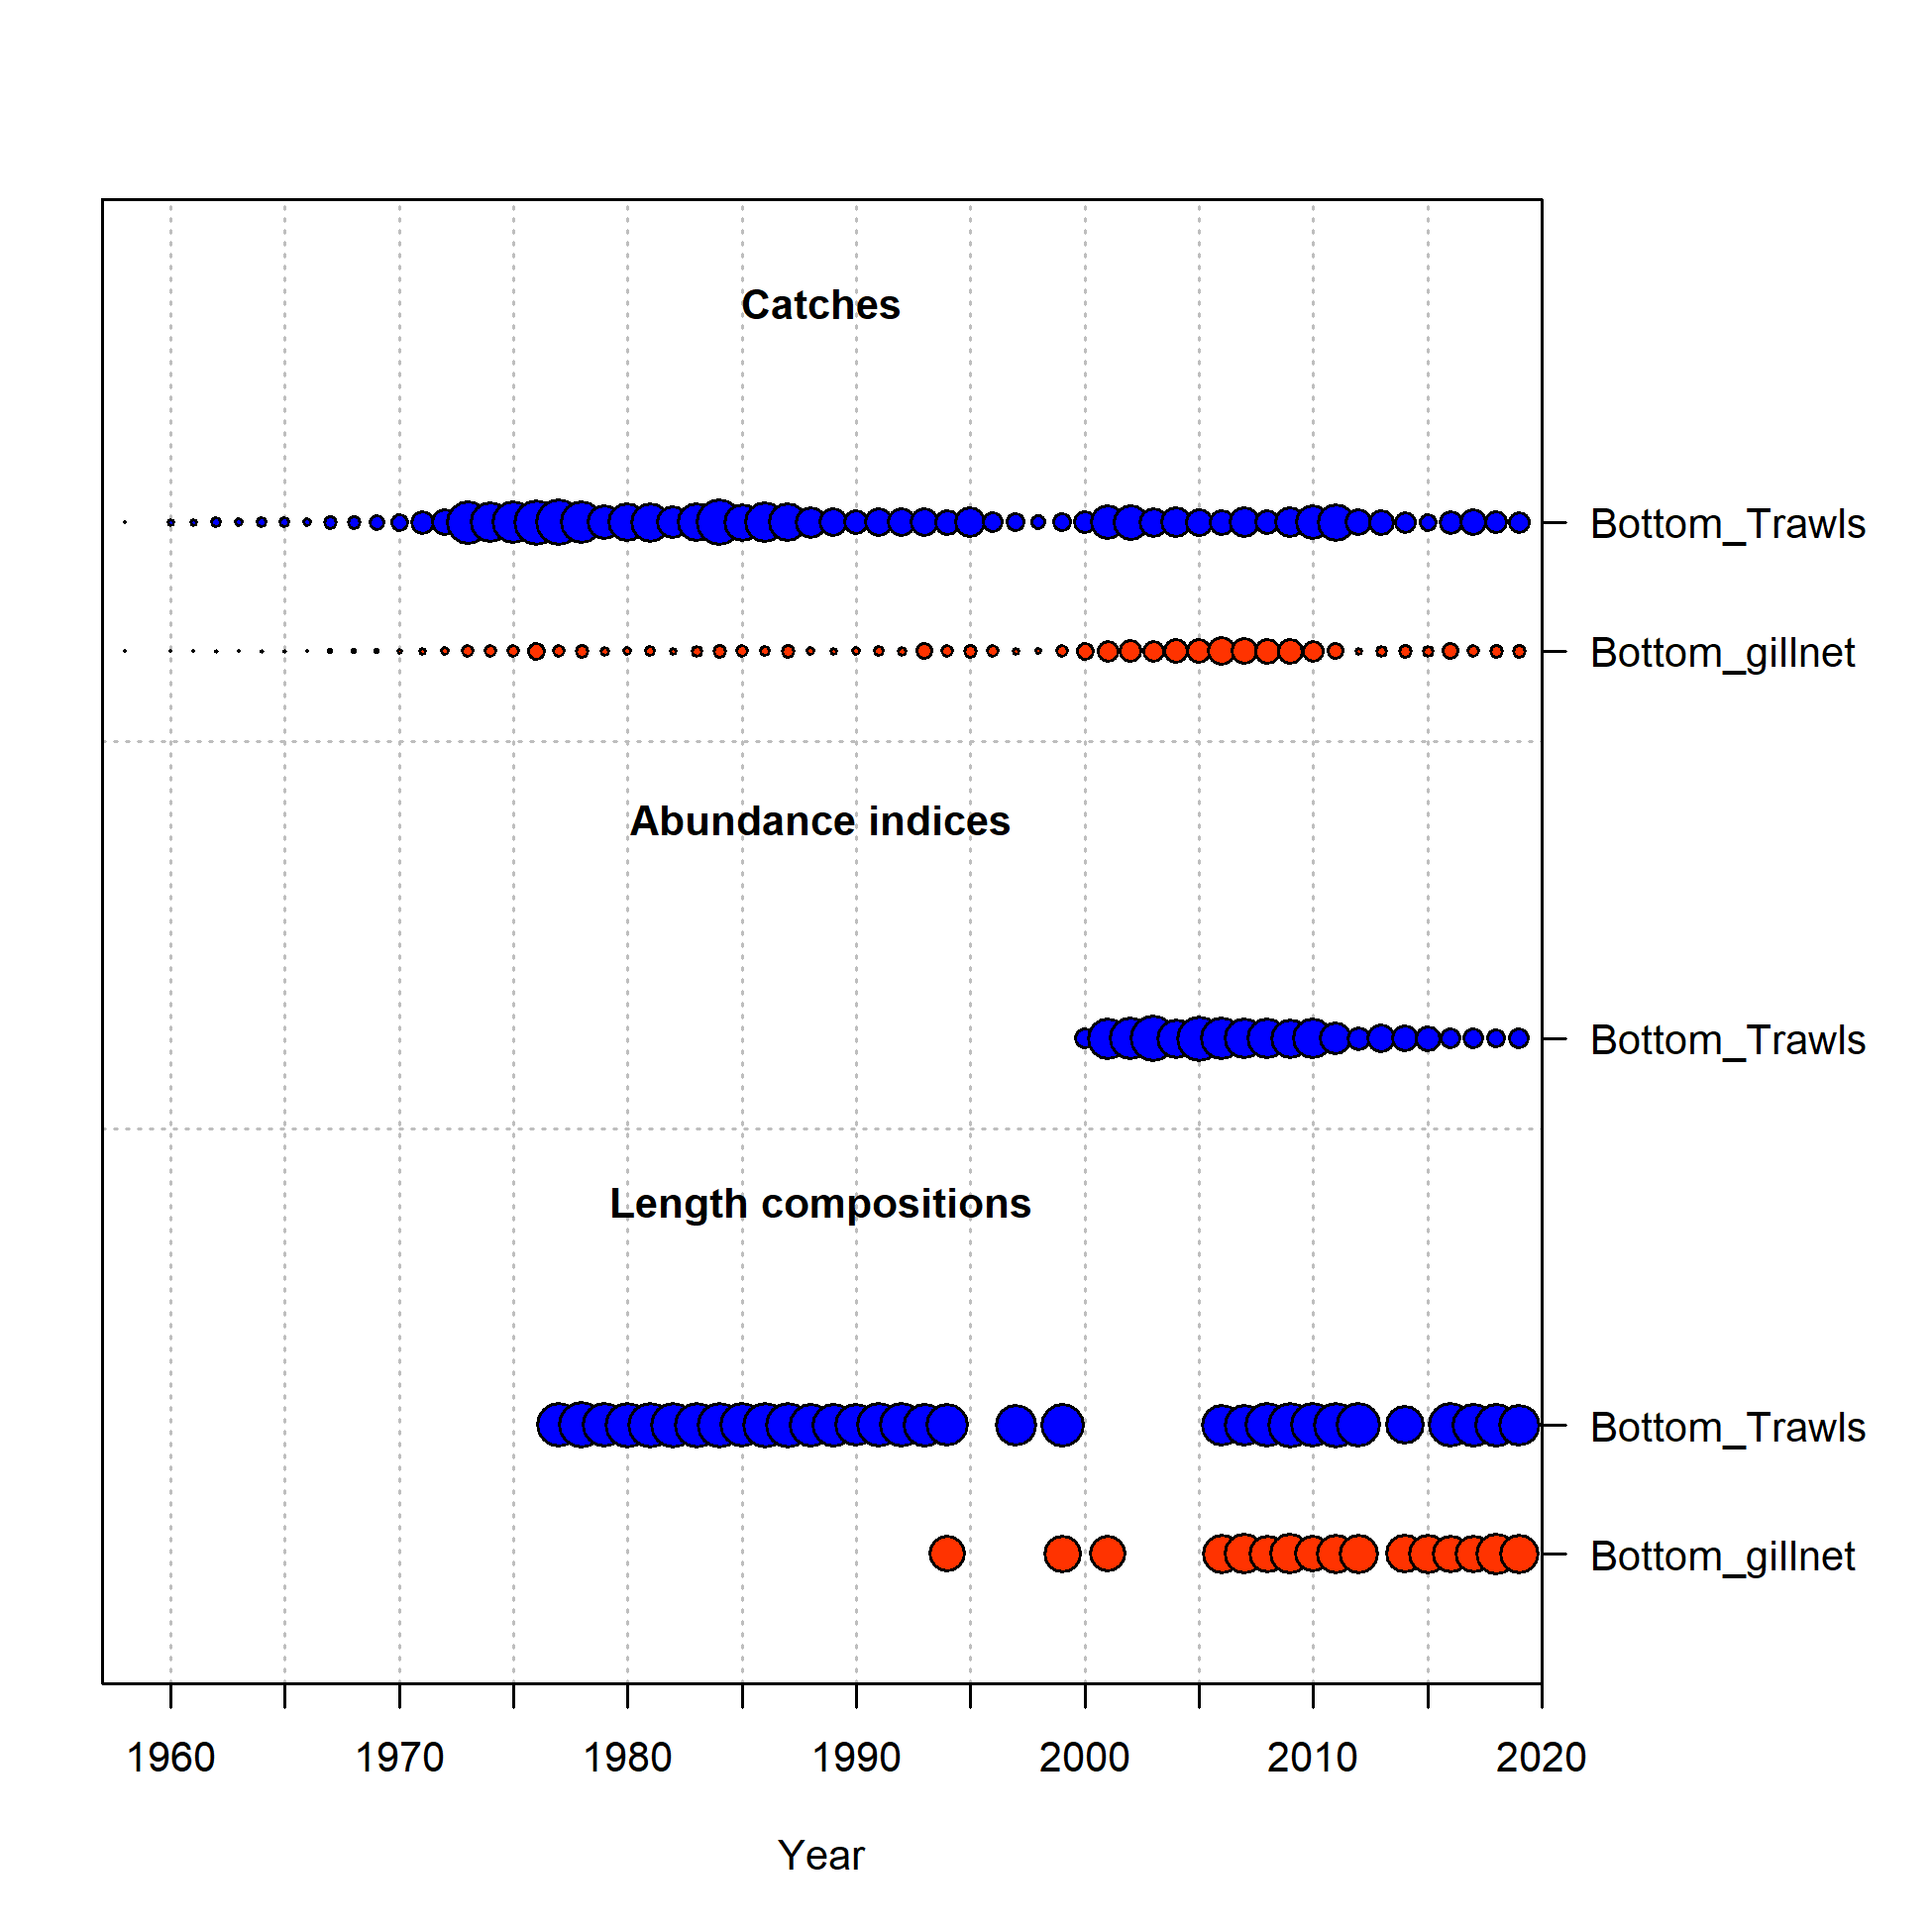 Catches
Bottom_Trawls
Bottom_gillnet
Abundance indices
Bottom_Trawls
Length compositions
Bottom_Trawls
Bottom_gillnet
1960 1970 1980 1990 2000 2010 2020
Year